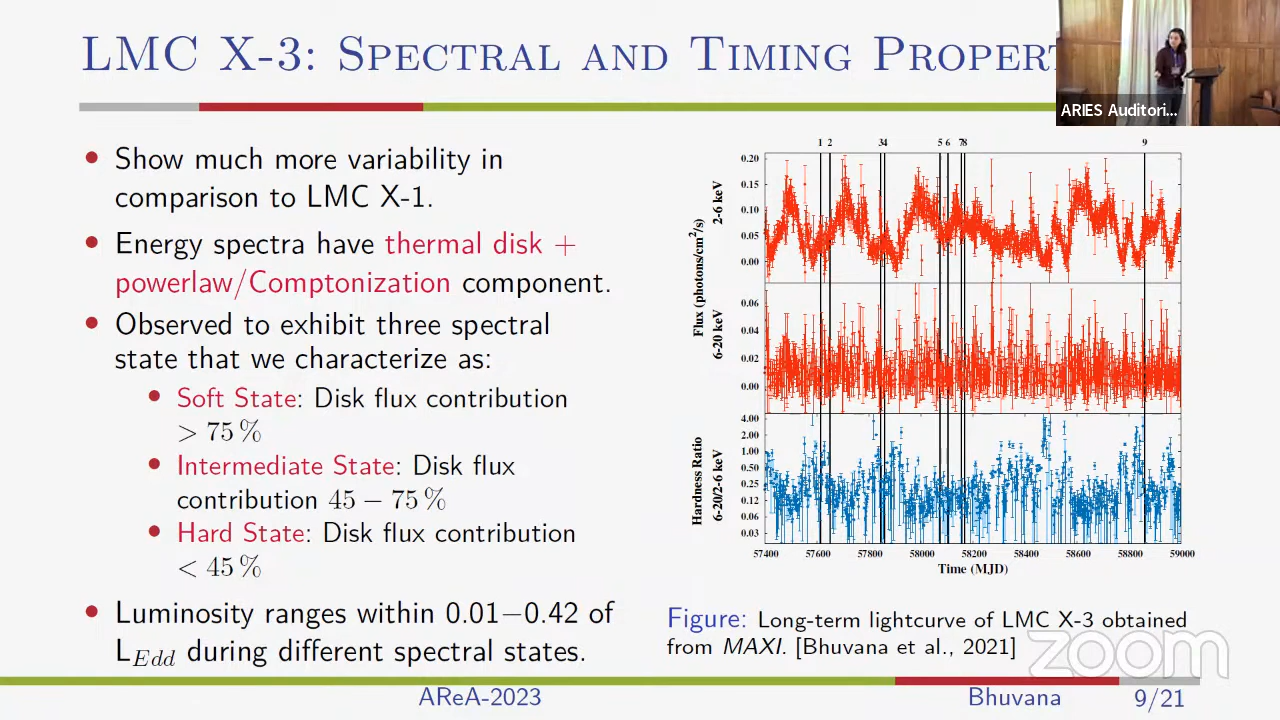 LMC X-3: SPECTRAL AND TIMING PROPERT
ARIES Auditori...
• Show much more variability in
comparison to LMC X-1.
• Energy spectra have thermal disk +
powerlaw/Comptonization component.
• Observed to exhibit three spectral
state that we characterize as:
• Soft State: Disk flux contribution
> 75 %
• Intermediate State: Disk flux
contribution 45 − 75 %
• Hard State: Disk flux contribution
< 45 %
• Luminosity ranges within 0.01−0.42 of
L_Edd during different spectral states.
1 2 34 5 6 78 9
0.20
0.15
0.10
0.05
0.00
2-6 keV
0.06
0.04
0.02
0.00
6-20 keV
Flux (photons/cm²/s)
4.00
2.00
1.00
0.50
0.25
0.12
0.06
0.03
Hardness Ratio
6-20/2-6 keV
57400 57600 57800 58000 58200 58400 58600 58800 59000
Time (MJD)
Figure: Long-term lightcurve of LMC X-3 obtained
from MAXI. [Bhuvana et al., 2021]
zoom
AReA-2023 Bhuvana 9/21